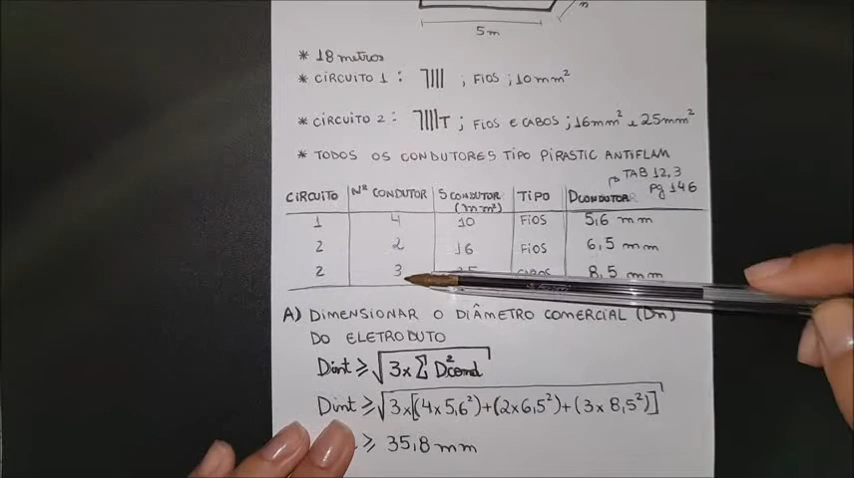 5m
m
* 18 metros
* CIRCUITO 1 : ; FIOS ; 10mm²
* CIRCUITO 2 : T ; FIOS E CABOS ; 16mm² e 25mm²
* TODOS OS CONDUTORES TIPO PIRASTIC ANTIFLAM
TAB 12,3
Pg 146
CIRCUITO | Nº CONDUTOR | S CONDUTOR (mm²) | TIPO | DCONDUTOR
1 | 4 | 10 | FIOS | 5,6 mm
2 | 2 | 16 | FIOS | 6,5 mm
2 | 3 | 25 | CABOS | 8,5 mm
A) DIMENSIONAR O DIÂMETRO COMERCIAL (Dn)
DO ELETRODUTO
Dint ≥ √3x Σ D²cond
Dint ≥ √3x[(4x5,6²)+(2x6,5²)+(3x8,5²)]
≥ 35,8 mm